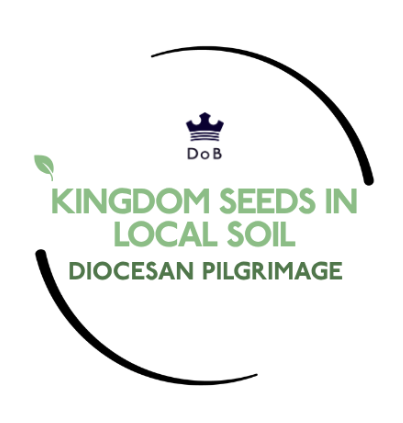 DoB
KINGDOM SEEDS IN
LOCAL SOIL
DIOCESAN PILGRIMAGE